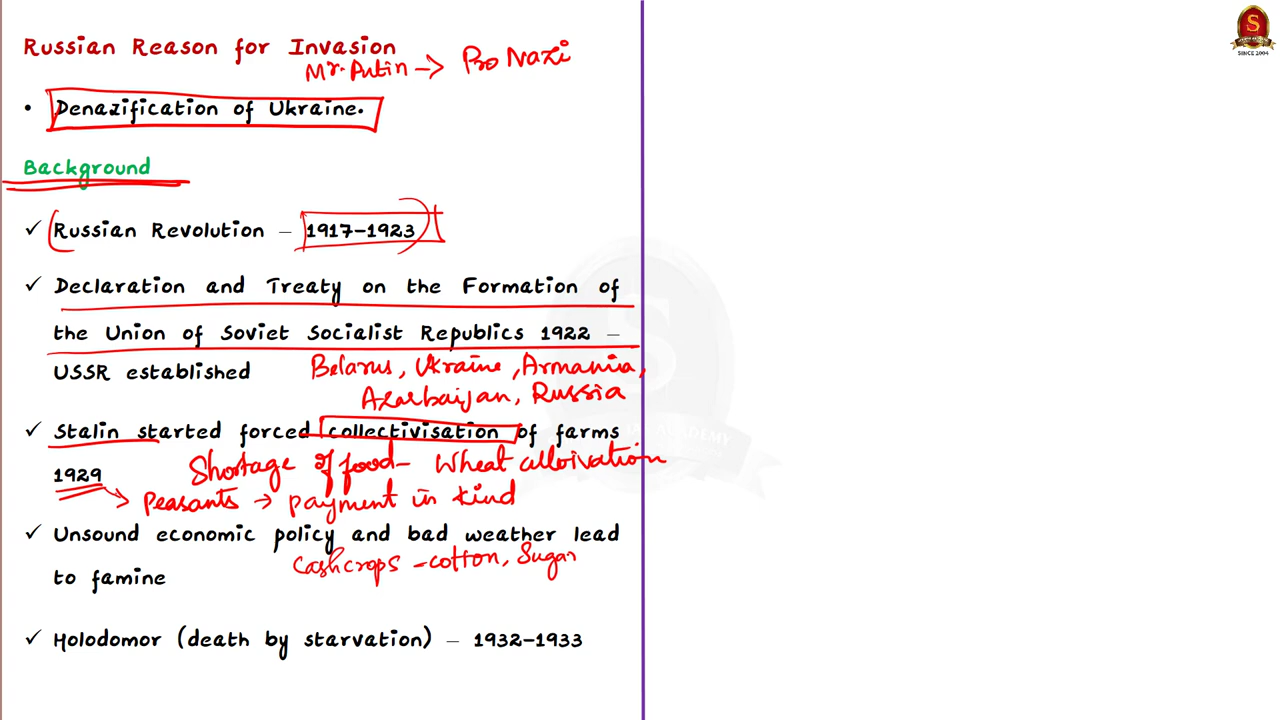 Russian Reason for Invasion
Mr. Putin → Pro Nazi
• Denazification of Ukraine.
Background
✓ Russian Revolution – 1917-1923
✓ Declaration and Treaty on the Formation of
the Union of Soviet Socialist Republics 1922 –
USSR established
Belarus, Ukraine, Armania,
Azarbaijan, Russia
✓ Stalin started forced collectivisation of farms
1929
Shortage of food - Wheat
→ Peasants → payment in kind
✓ Unsound economic policy and bad weather lead
Cashcrops - cotton, Sugar
to famine
✓ Holodomor (death by starvation) – 1932-1933
S
SINCE 2004